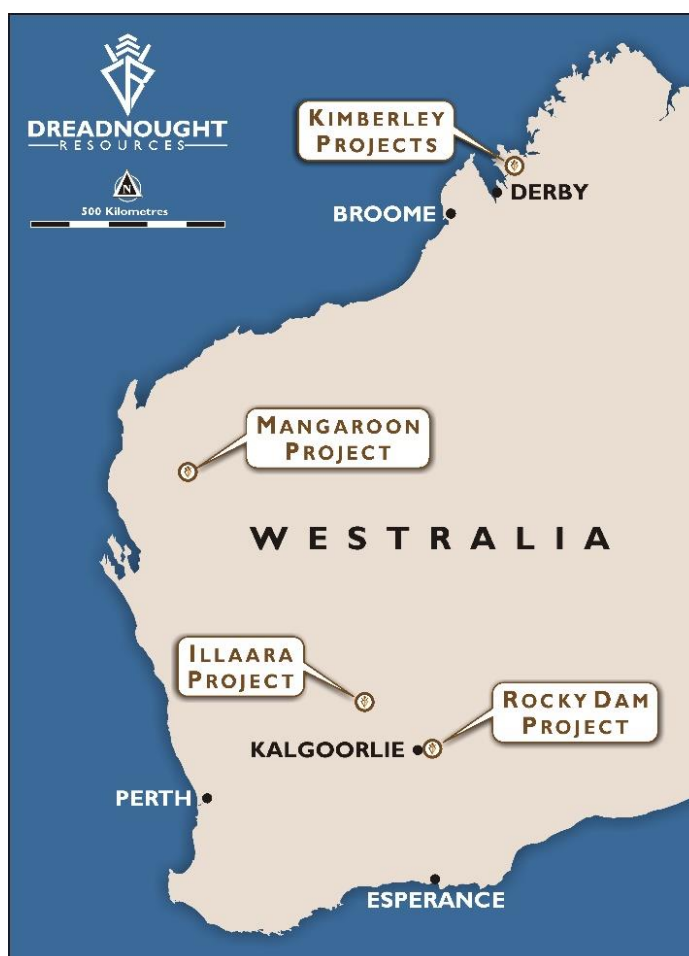 DREADNOUGHT
RESOURCES
N
500 Kilometres
KIMBERLEY
PROJECTS
DERBY
BROOME
MANGAROON
PROJECT
WESTRALIA
ILLAARA
PROJECT
ROCKY DAM
PROJECT
KALGOORLIE
PERTH
ESPERANCE